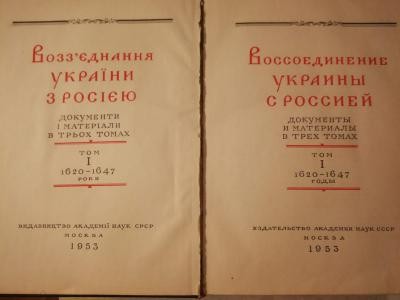 Возз'єднання
України
з Росією
Документи
і матеріали
в трьох томах
том
I
1620–1647
роки
Видавництво Академії наук СРСР
Москва
1953
Воссоединение
Украины
с Россией
Документы
и материалы
в трех томах
том
I
1620–1647
годы
Издательство Академии наук СССР
Москва
1953